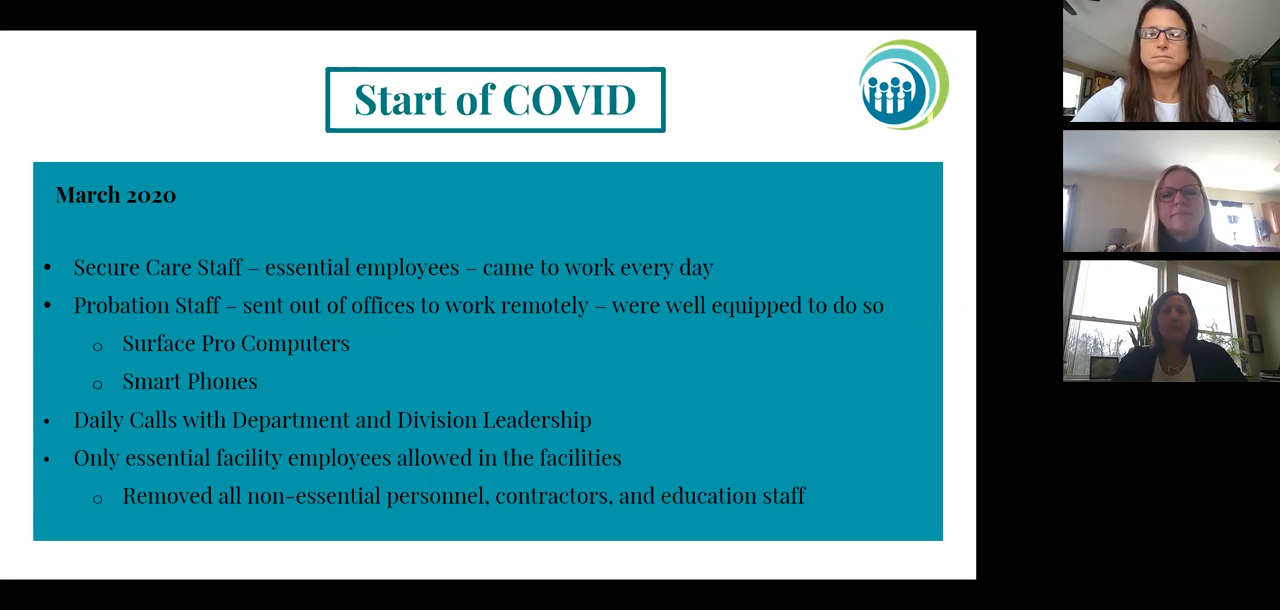 Start of COVID
March 2020
• Secure Care Staff – essential employees – came to work every day
• Probation Staff – sent out of offices to work remotely – were well equipped to do so
o Surface Pro Computers
o Smart Phones
• Daily Calls with Department and Division Leadership
• Only essential facility employees allowed in the facilities
o Removed all non-essential personnel, contractors, and education staff